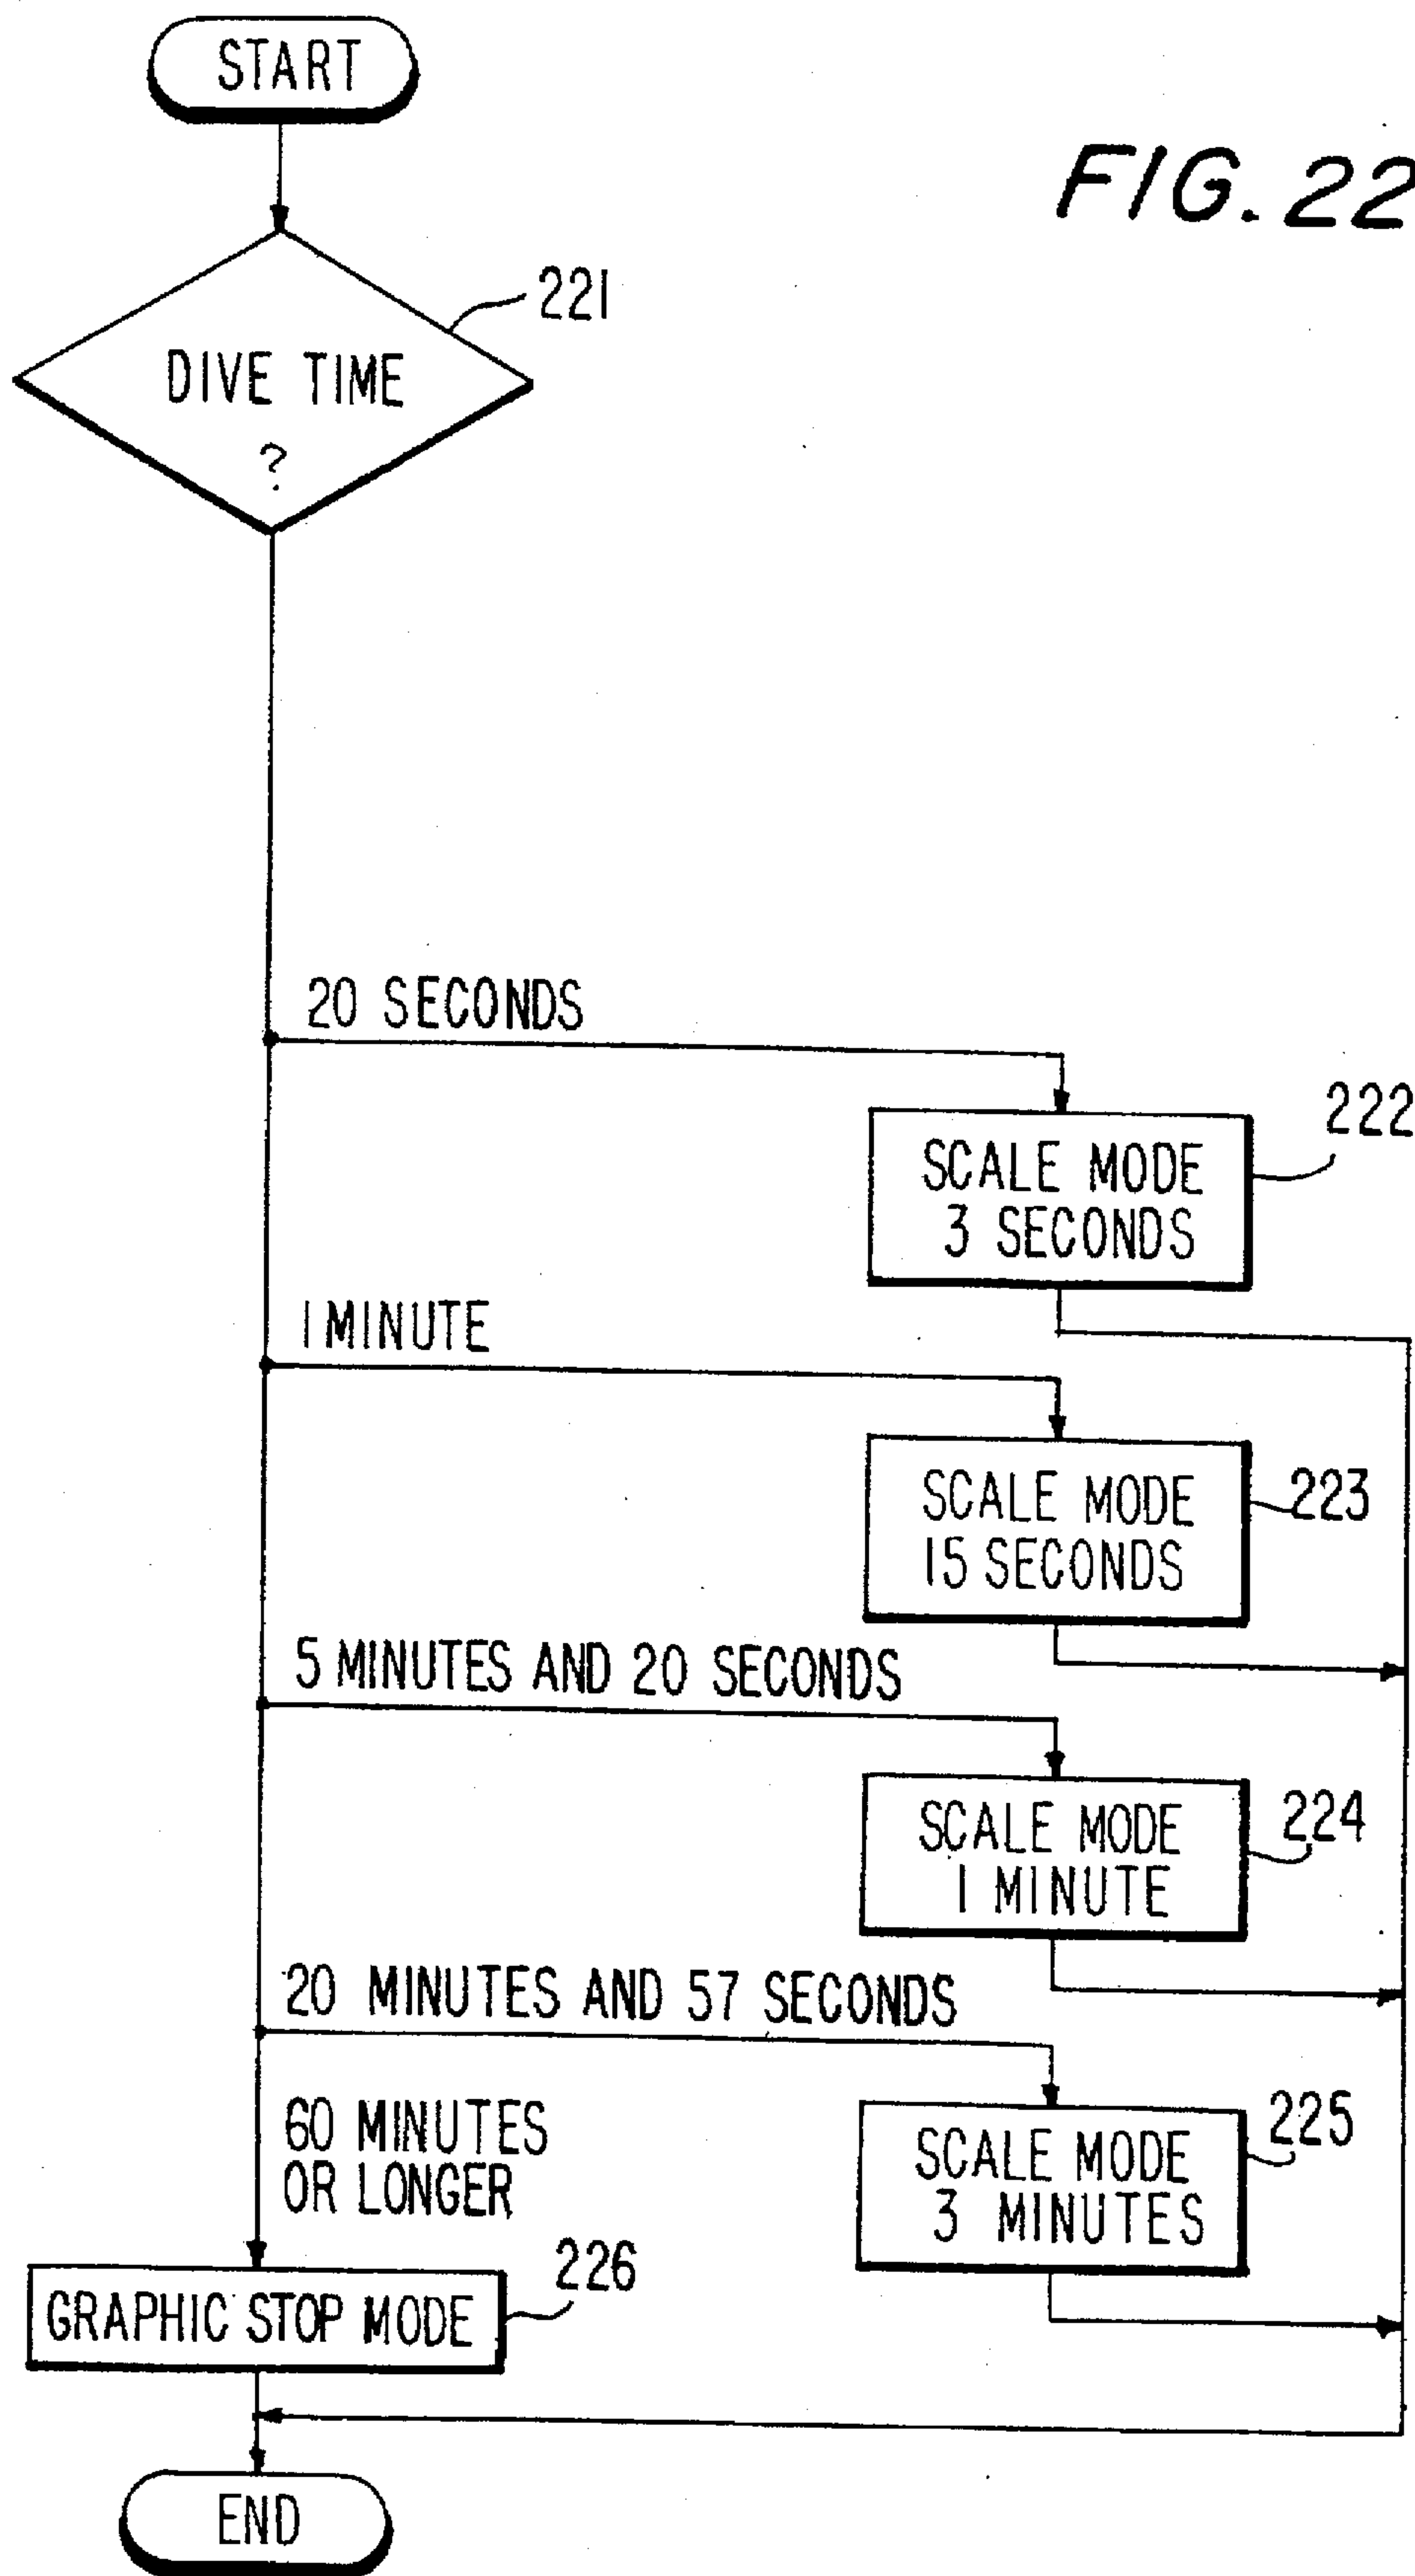 START
FIG. 22
221
DIVE TIME
?
20 SECONDS
222
SCALE MODE
3 SECONDS
1 MINUTE
223
SCALE MODE
15 SECONDS
5 MINUTES AND 20 SECONDS
224
SCALE MODE
1 MINUTE
20 MINUTES AND 57 SECONDS
60 MINUTES
OR LONGER
225
SCALE MODE
3 MINUTES
226
GRAPHIC STOP MODE
END